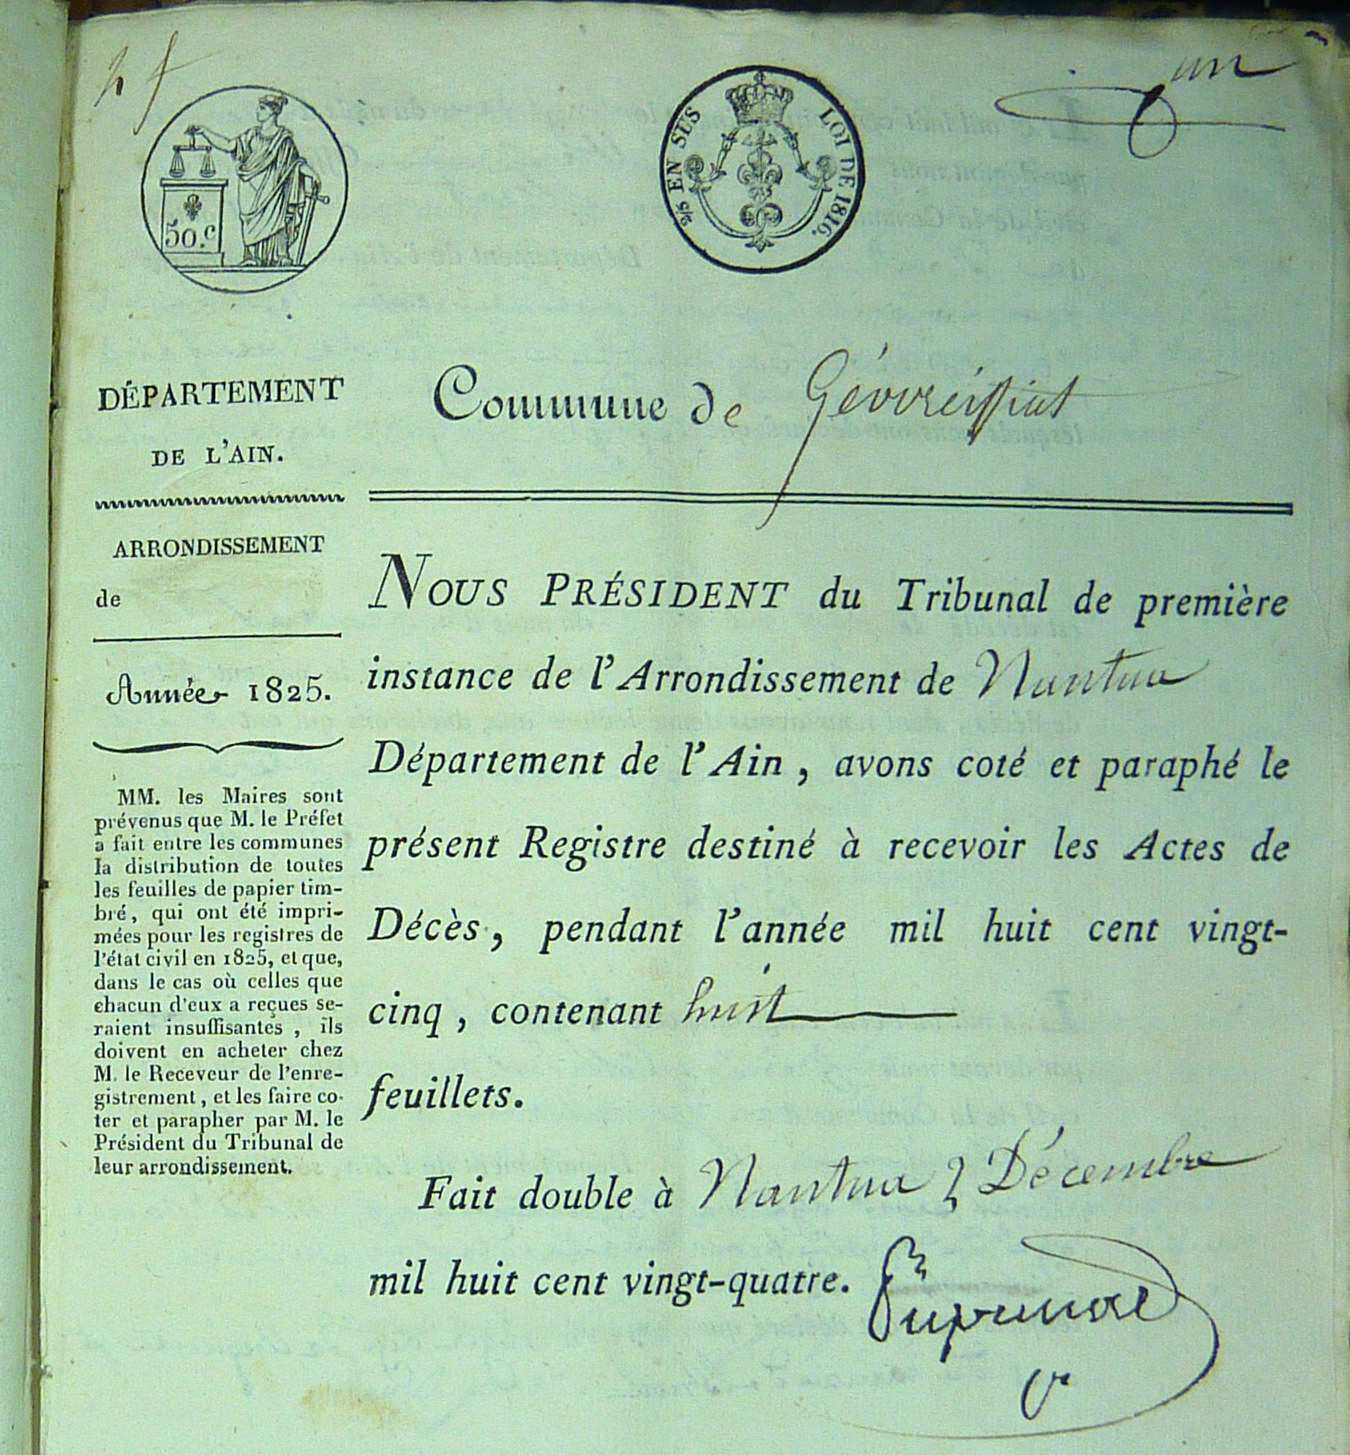 un
50.c
2/5 EN SUS
LOI DE 1816.
DÉPARTEMENT
DE L'AIN.
ARRONDISSEMENT
de
Année 1825.
MM. les Maires sont
prévenus que M. le Préfet
a fait entre les communes
la distribution de toutes
les feuilles de papier tim-
bré, qui ont été impri-
mées pour les registres de
l'état civil en 1825, et que,
dans le cas où celles que
chacun d'eux a reçues se-
raient insuffisantes, ils
doivent en acheter chez
M. le Receveur de l'enre-
gistrement, et les faire co-
ter et parapher par M. le
Président du Tribunal de
leur arrondissement.
Commune de Gévreissiat
NOUS PRÉSIDENT du Tribunal de première
instance de l'Arrondissement de Nantua
Département de l'Ain, avons coté et paraphé le
présent Registre destiné à recevoir les Actes de
Décès, pendant l'année mil huit cent vingt-
cinq, contenant huit
feuillets.
Fait double à Nantua 2 Décembre
mil huit cent vingt-quatre.